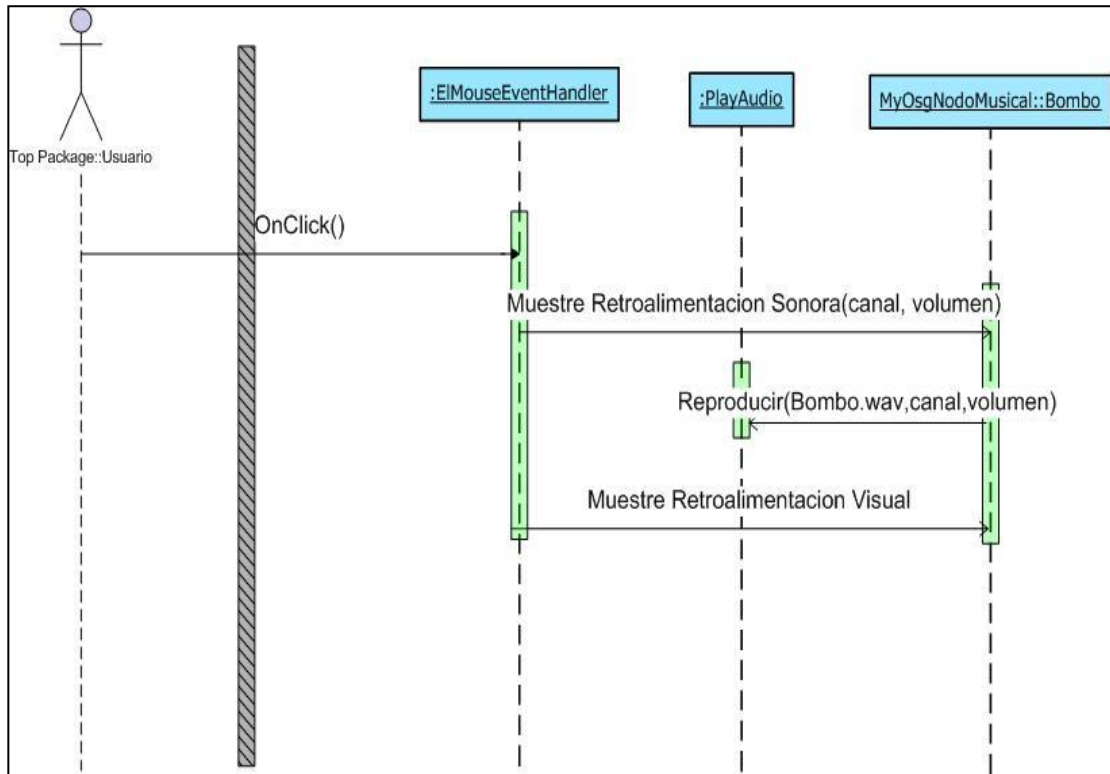 :ElMouseEventHandler
:PlayAudio
MyOsgNodoMusical::Bombo
Top Package::Usuario
OnClick()
Muestre Retroalimentacion Sonora(canal, volumen)
Reproducir(Bombo.wav,canal,volumen)
Muestre Retroalimentacion Visual